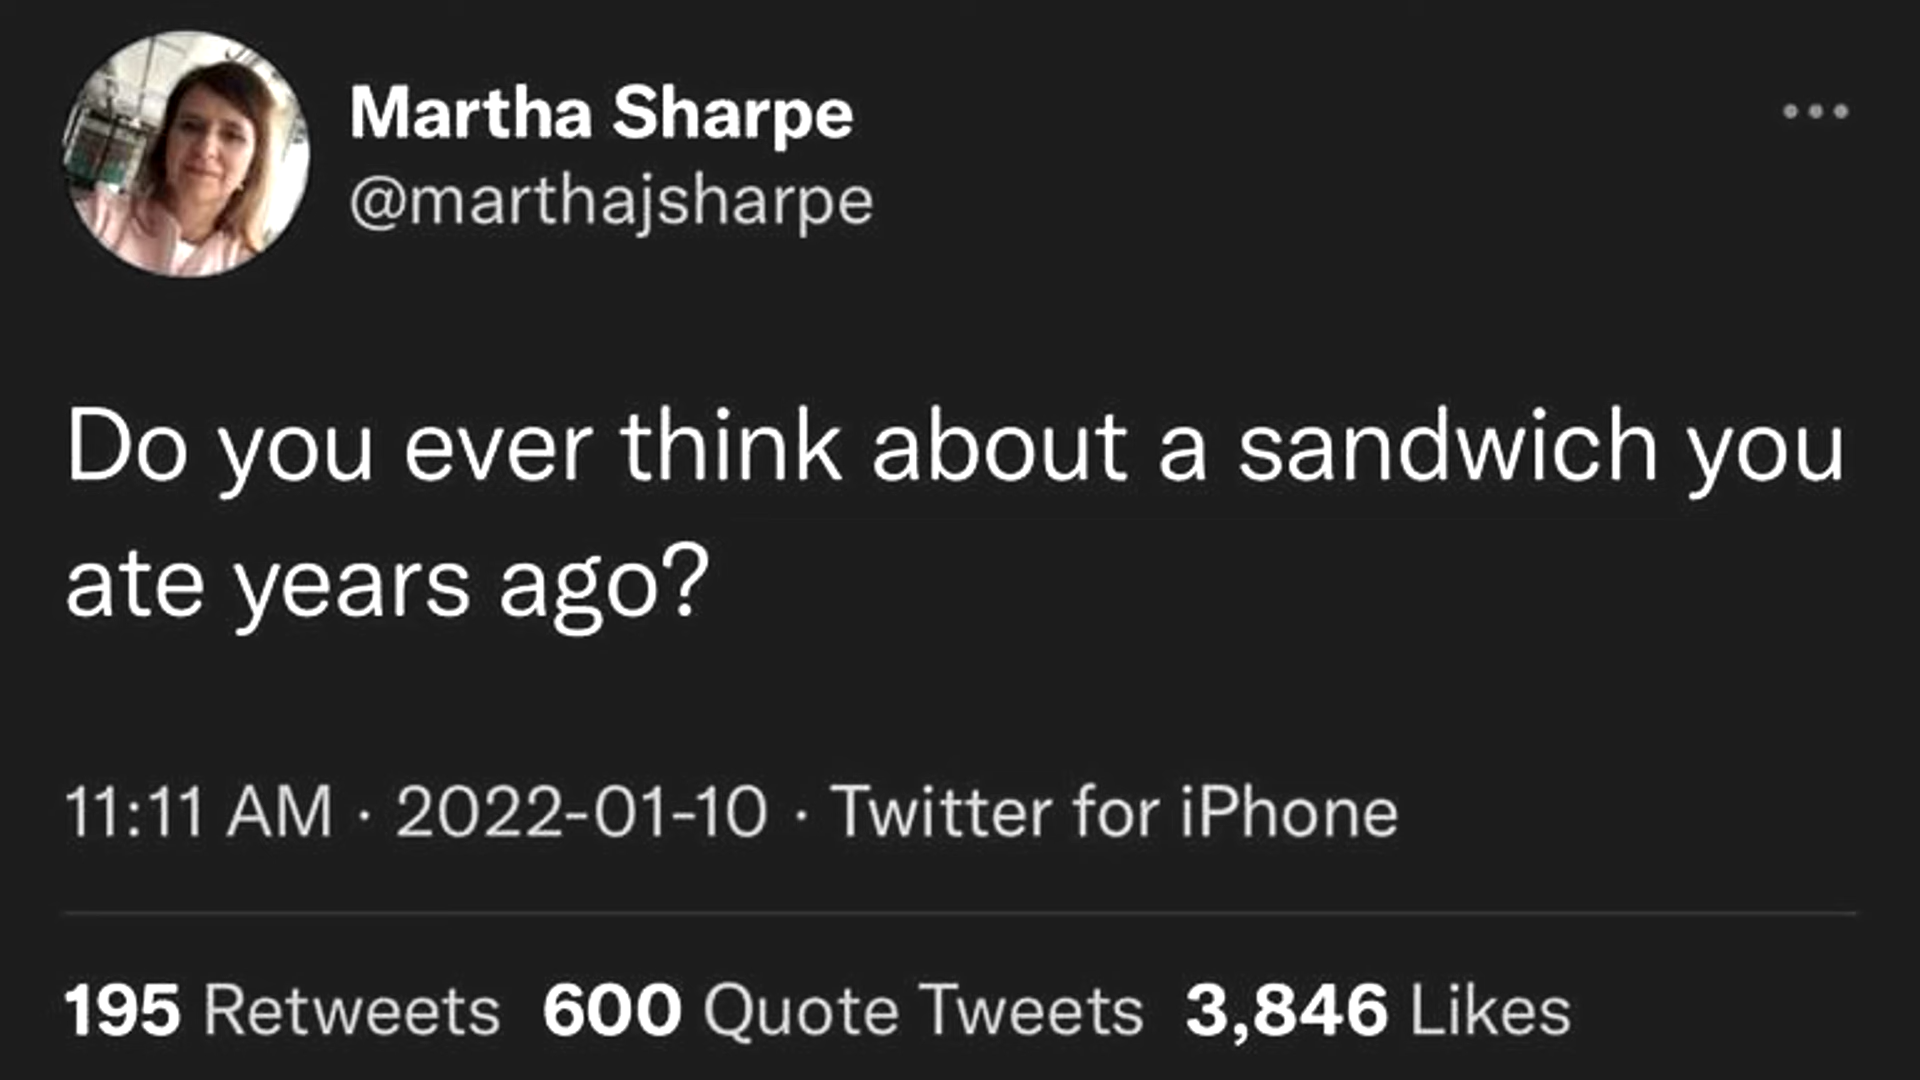 Martha Sharpe
@marthajsharpe
Do you ever think about a sandwich you
ate years ago?
11:11 AM · 2022-01-10 · Twitter for iPhone
195 Retweets 600 Quote Tweets 3,846 Likes